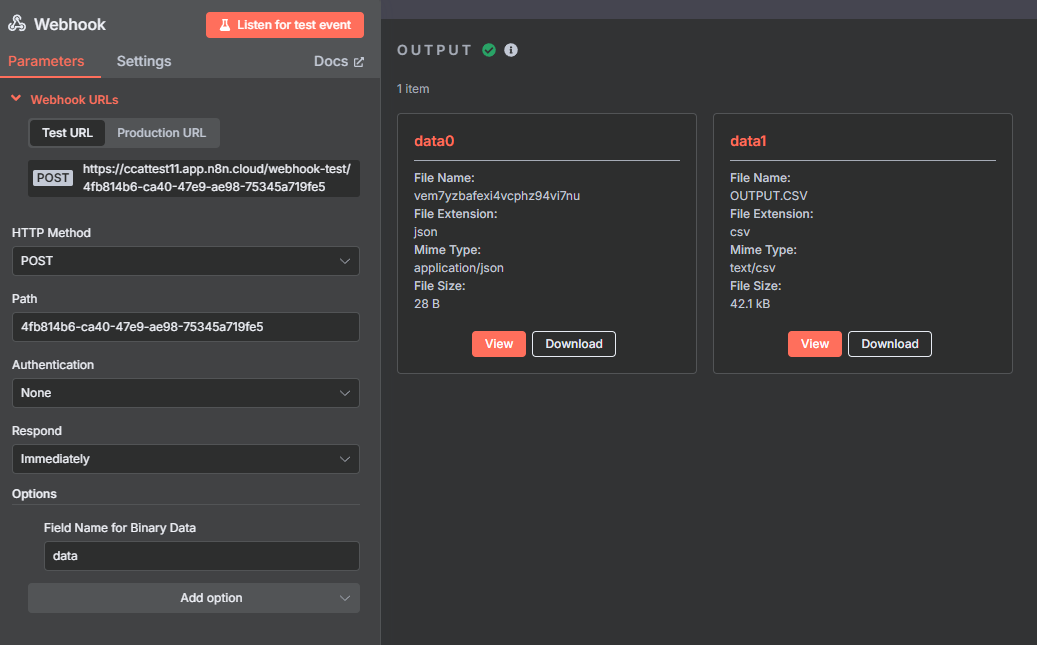 Webhook
Listen for test event
Parameters
Settings
Docs
Webhook URLs
Test URL
Production URL
POST
https://ccattest11.app.n8n.cloud/webhook-test/
4fb814b6-ca40-47e9-ae98-75345a719fe5
HTTP Method
POST
Path
4fb814b6-ca40-47e9-ae98-75345a719fe5
Authentication
None
Respond
Immediately
Options
Field Name for Binary Data
data
Add option
OUTPUT
1 item
data0
File Name:
vem7yzbafexi4vcphz94vi7nu
File Extension:
json
Mime Type:
application/json
File Size:
28 B
View
Download
data1
File Name:
OUTPUT.CSV
File Extension:
csv
Mime Type:
text/csv
File Size:
42.1 kB
View
Download